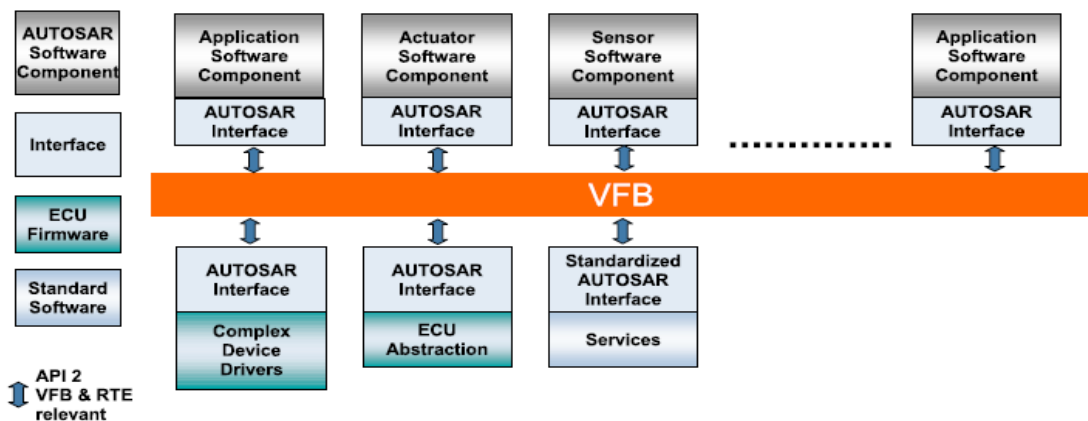 AUTOSAR
Software
Component
Interface
ECU
Firmware
Standard
Software
API 2
VFB & RTE
relevant
Application
Software
Component
AUTOSAR
Interface
Actuator
Software
Component
AUTOSAR
Interface
Sensor
Software
Component
AUTOSAR
Interface
Application
Software
Component
AUTOSAR
Interface
VFB
AUTOSAR
Interface
Complex
Device
Drivers
AUTOSAR
Interface
ECU
Abstraction
Standardized
AUTOSAR
Interface
Services